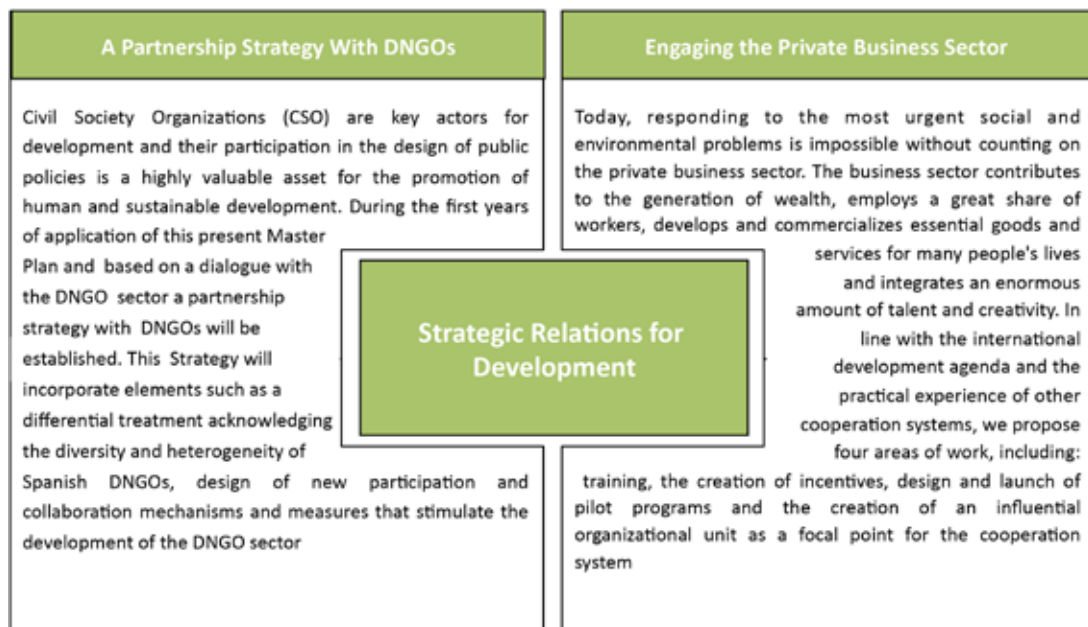 A Partnership Strategy With DNGOs
Civil Society Organizations (CSO) are key actors for
development and their participation in the design of public
policies is a highly valuable asset for the promotion of
human and sustainable development. During the first years
of application of this present Master
Plan and based on a dialogue with
the DNGO sector a partnership
strategy with DNGOs will be
established. This Strategy will
incorporate elements such as a
differential treatment acknowledging
the diversity and heterogeneity of
Spanish DNGOs, design of new participation and
collaboration mechanisms and measures that stimulate the
development of the DNGO sector
Strategic Relations for
Development
Engaging the Private Business Sector
Today, responding to the most urgent social and
environmental problems is impossible without counting on
the private business sector. The business sector contributes
to the generation of wealth, employs a great share of
workers, develops and commercializes essential goods and
services for many people's lives
and integrates an enormous
amount of talent and creativity. In
line with the international
development agenda and the
practical experience of other
cooperation systems, we propose
four areas of work, including:
training, the creation of incentives, design and launch of
pilot programs and the creation of an influential
organizational unit as a focal point for the cooperation
system